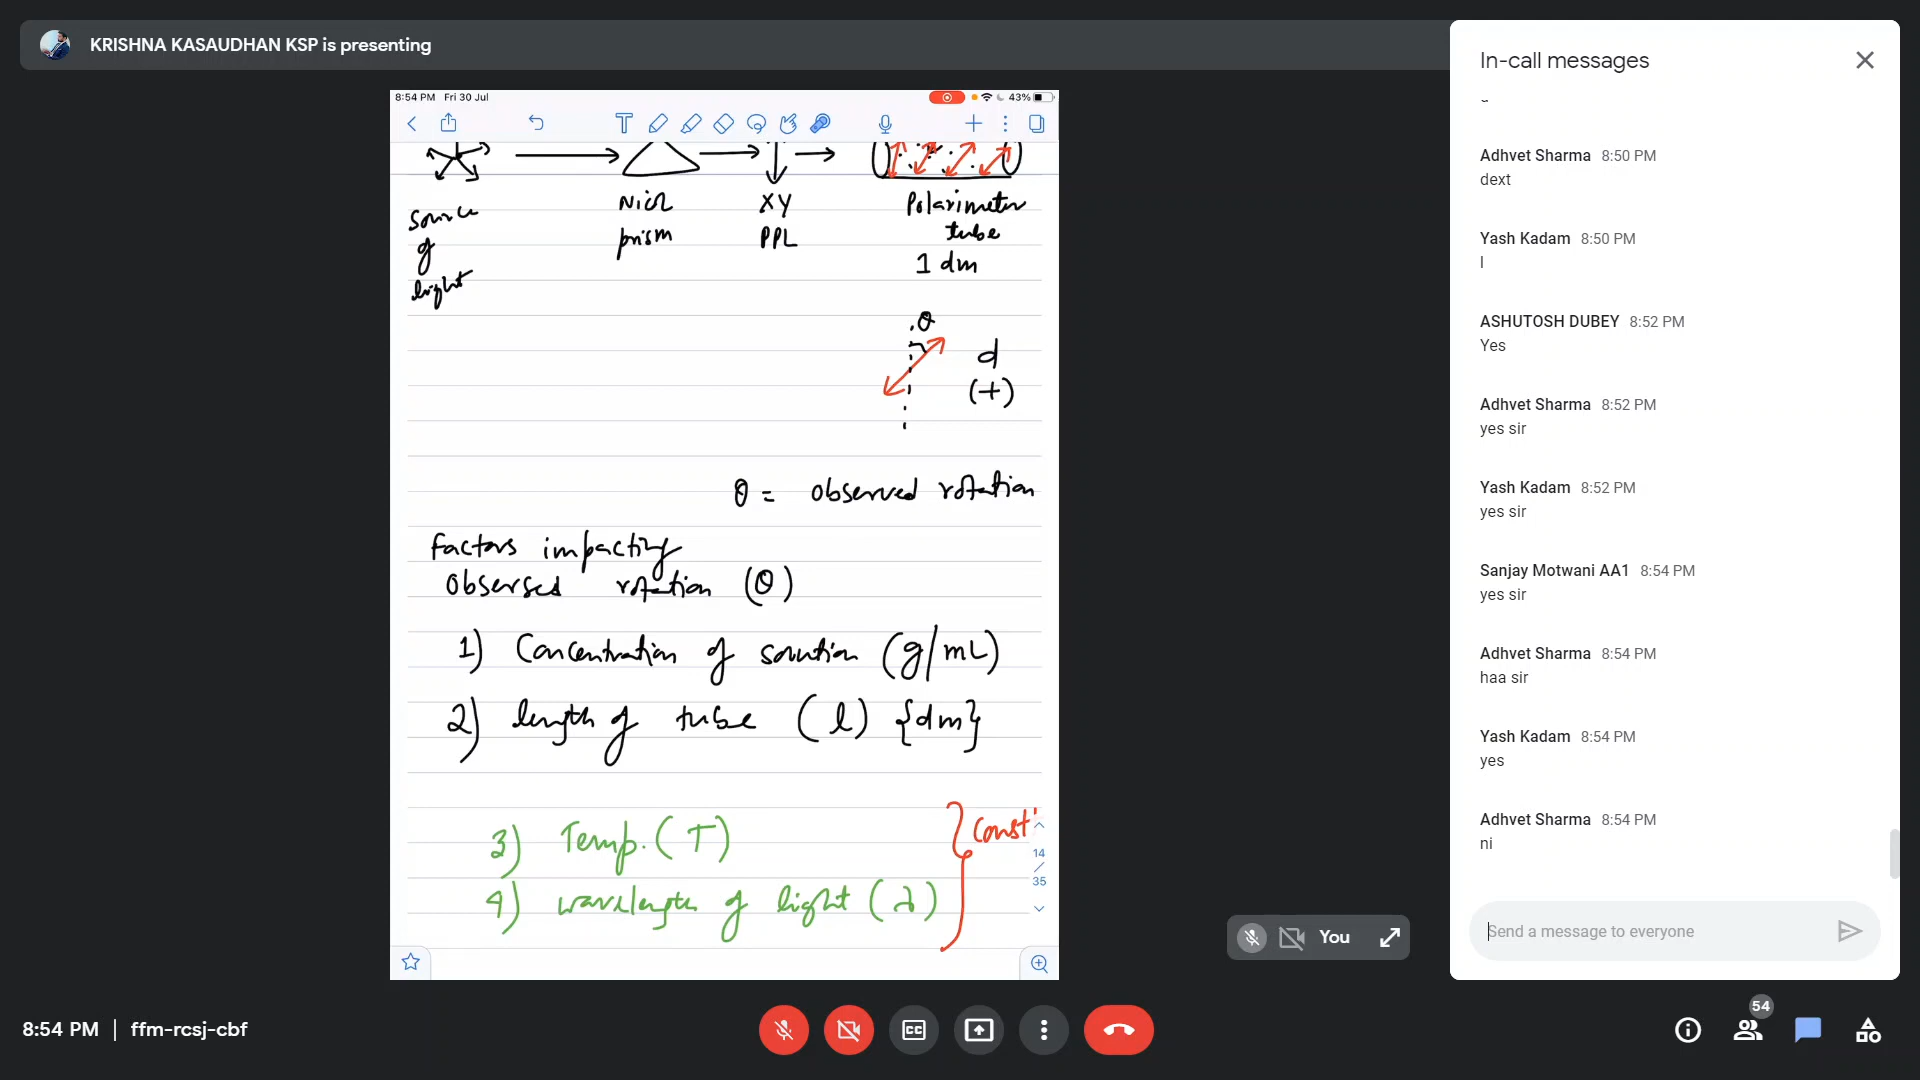 KRISHNA KASAUDHAN KSP is presenting
8:54 PM Fri 30 Jul
43%
source
of
light
Nicol
prism
XY
PPL
Polarimeter
tube
1 dm
θ
d
(+)
θ = observed rotation
factors impacting
observed rotation (θ)
1) Concentration of solution (g/mL)
2) length of tube (l) {dm}
3) Temp. (T)
4) wavelength of light (λ)
} const'
14
/
35
You
In-call messages
Adhvet Sharma 8:50 PM
dext
Yash Kadam 8:50 PM
l
ASHUTOSH DUBEY 8:52 PM
Yes
Adhvet Sharma 8:52 PM
yes sir
Yash Kadam 8:52 PM
yes sir
Sanjay Motwani AA1 8:54 PM
yes sir
Adhvet Sharma 8:54 PM
haa sir
Yash Kadam 8:54 PM
yes
Adhvet Sharma 8:54 PM
ni
Send a message to everyone
8:54 PM | ffm-rcsj-cbf
CC
54